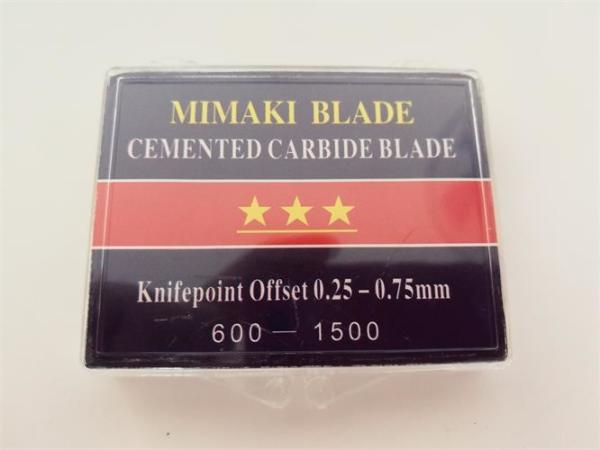 MIMAKI BLADE
CEMENTED CARBIDE BLADE
Knifepoint Offset 0.25 – 0.75mm
600 — 1500